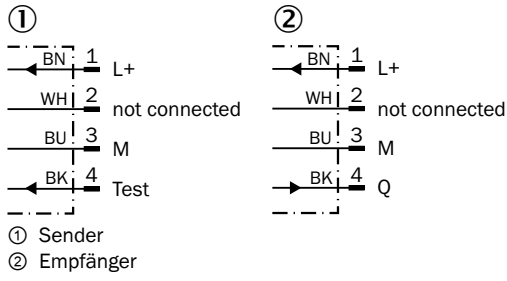 ① ②
BN 1 L+ BN 1 L+
WH 2 not connected WH 2 not connected
BU 3 M BU 3 M
BK 4 Test BK 4 Q
① Sender
② Empfänger